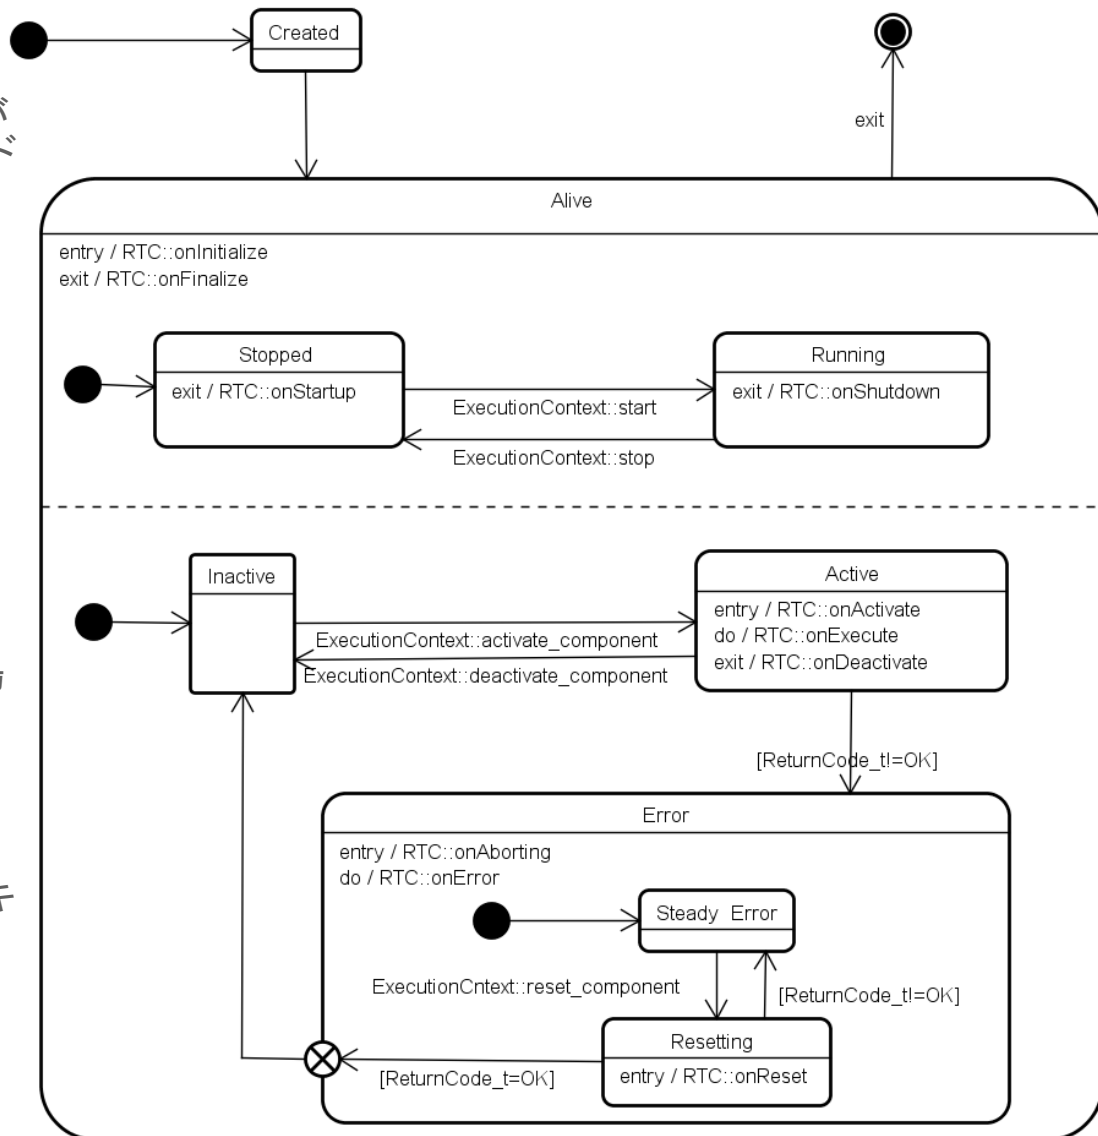 Created
が
ド
exit
Alive
entry / RTC::onInitialize
exit / RTC::onFinalize
Stopped
exit / RTC::onStartup
Running
exit / RTC::onShutdown
ExecutionContext::start
ExecutionContext::stop
Inactive
Active
entry / RTC::onActivate
do / RTC::onExecute
exit / RTC::onDeactivate
ExecutionContext::activate_component
ExecutionContext::deactivate_component
[ReturnCode_t!=OK]
Error
entry / RTC::onAborting
do / RTC::onError
キ
Steady Error
ExecutionCntext::reset_component
[ReturnCode_t!=OK]
Resetting
entry / RTC::onReset
[ReturnCode_t=OK]